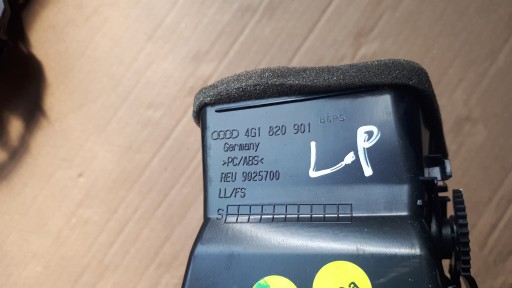 4G1 820 901
Germany
>PC/ABS<
REU 9025700
LL/FS
S
L.P